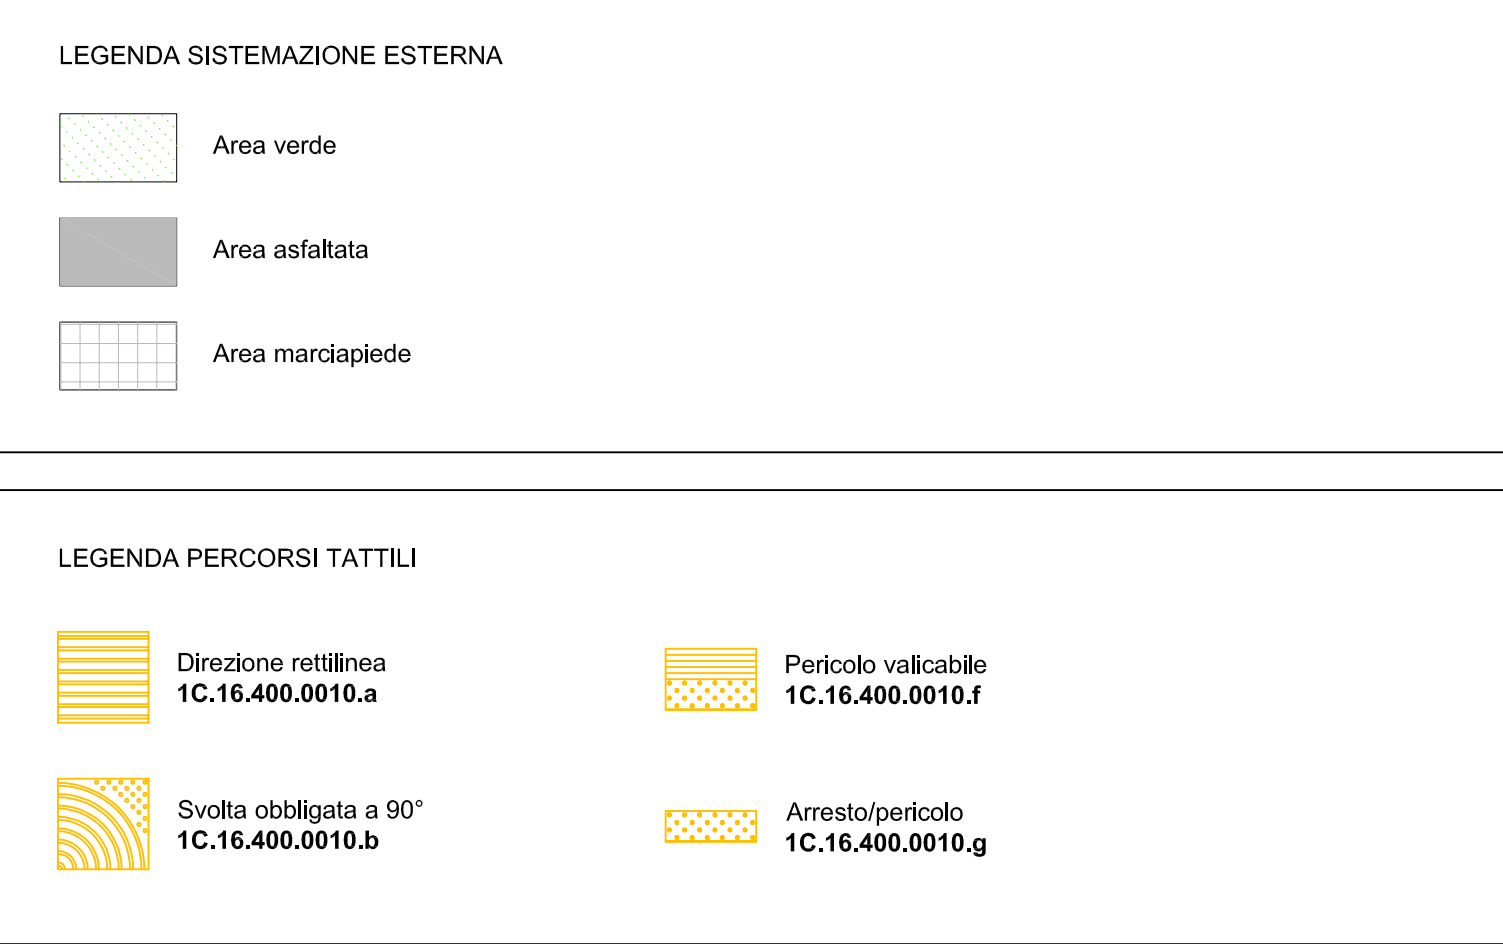 LEGENDA SISTEMAZIONE ESTERNA
Area verde
Area asfaltata
Area marciapiede
LEGENDA PERCORSI TATTILI
Direzione rettilinea
1C.16.400.0010.a
Pericolo valicabile
1C.16.400.0010.f
Svolta obbligata a 90°
1C.16.400.0010.b
Arresto/pericolo
1C.16.400.0010.g